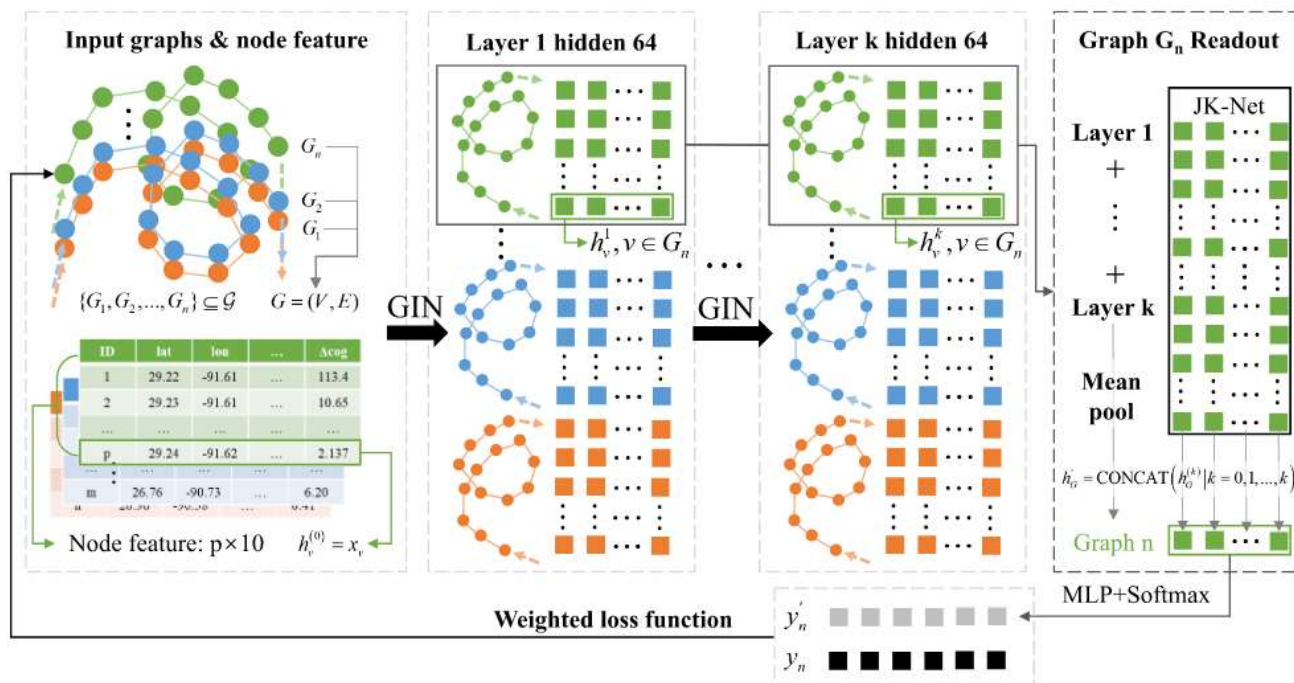 Input graphs & node feature
Gₙ
G₂
G₁
{G₁, G₂, ..., Gₙ} ⊆ 𝒢
G = (V, E)
ID lat lon … Δcog
1 29.22 -91.61 … 113.4
2 29.23 -91.61 … 10.65
… … … … …
p 29.24 -91.62 … 2.137
… … … … …
m 26.76 -90.73 … 6.20
Node feature: p×10
h_v^(0) = x_v
GIN
Layer 1 hidden 64
h_v^1, v ∈ Gₙ
GIN
Layer k hidden 64
h_v^k, v ∈ Gₙ
Graph Gₙ Readout
JK-Net
Layer 1
+
+
Layer k
Mean
pool
h'_G = CONCAT(h_G^(k) | k = 0,1,...,k)
Graph n
MLP+Softmax
Weighted loss function
y'ₙ
yₙ